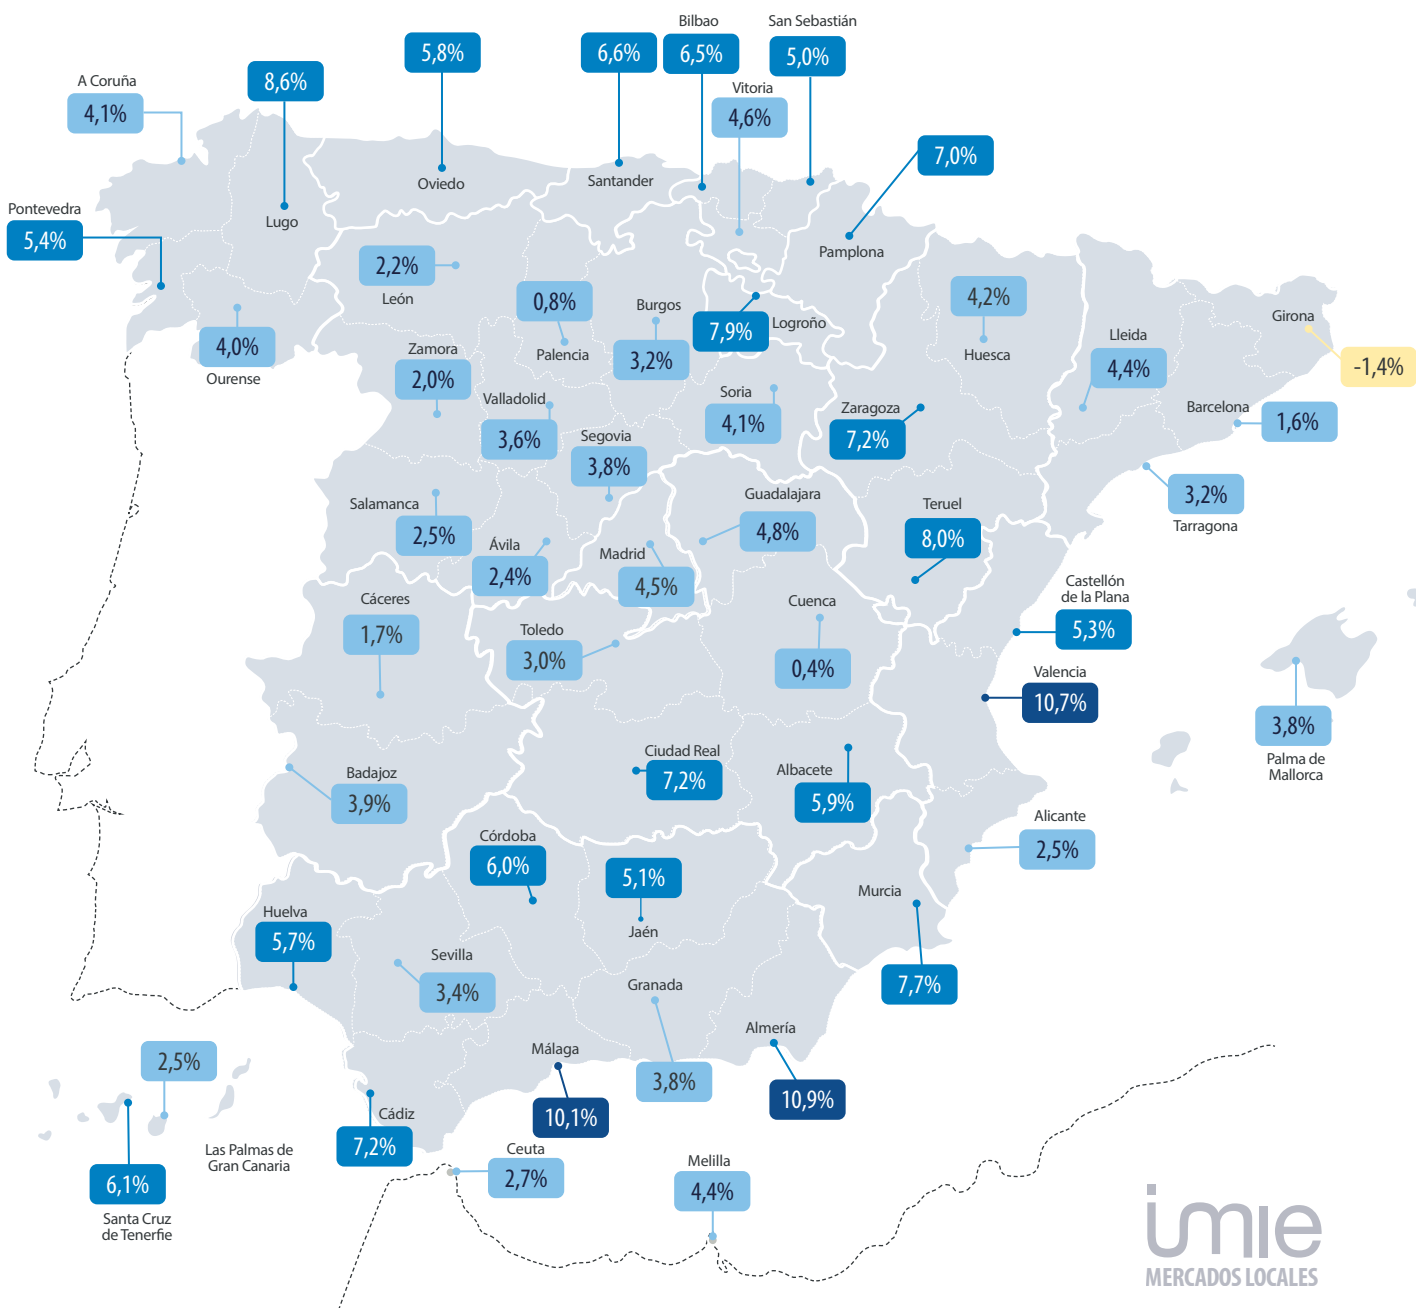 Bilbao
6,5%
San Sebastián
5,0%
5,8%
6,6%
A Coruña
4,1%
8,6%
Vitoria
4,6%
7,0%
Oviedo
Santander
Lugo
Pamplona
Pontevedra
5,4%
2,2%
León
0,8%
Palencia
Burgos
3,2%
7,9%
Logroño
4,2%
Huesca
Lleida
4,4%
Girona
-1,4%
4,0%
Ourense
Zamora
2,0%
Valladolid
3,6%
Segovia
3,8%
Soria
4,1%
Zaragoza
7,2%
Barcelona
1,6%
3,2%
Tarragona
Salamanca
2,5%
Ávila
2,4%
Madrid
4,5%
Guadalajara
4,8%
Teruel
8,0%
Castellón
de la Plana
5,3%
Cáceres
1,7%
Toledo
3,0%
Cuenca
0,4%
Valencia
10,7%
3,8%
Palma de
Mallorca
Badajoz
3,9%
Ciudad Real
7,2%
Albacete
5,9%
Alicante
2,5%
Córdoba
6,0%
5,1%
Jaén
Murcia
7,7%
Huelva
5,7%
Sevilla
3,4%
Granada
3,8%
Almería
10,9%
Málaga
10,1%
Cádiz
7,2%
2,5%
Las Palmas de
Gran Canaria
6,1%
Santa Cruz
de Tenerfie
Ceuta
2,7%
Melilla
4,4%
imie
MERCADOS LOCALES